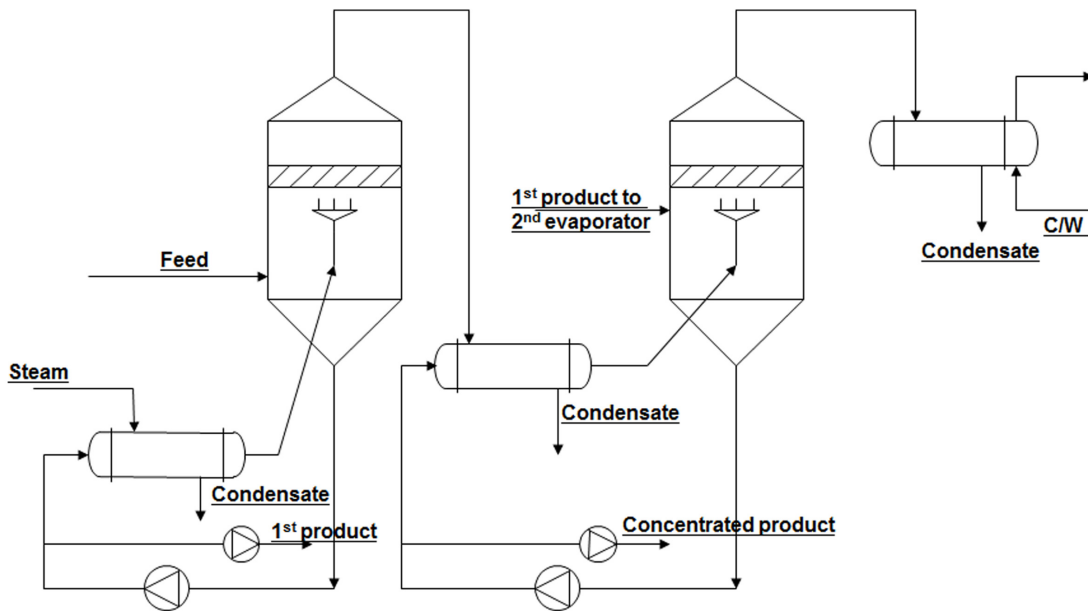 1st product to
2nd evaporator
C/W
Condensate
Feed
Steam
Condensate
Condensate
1st product
Concentrated product